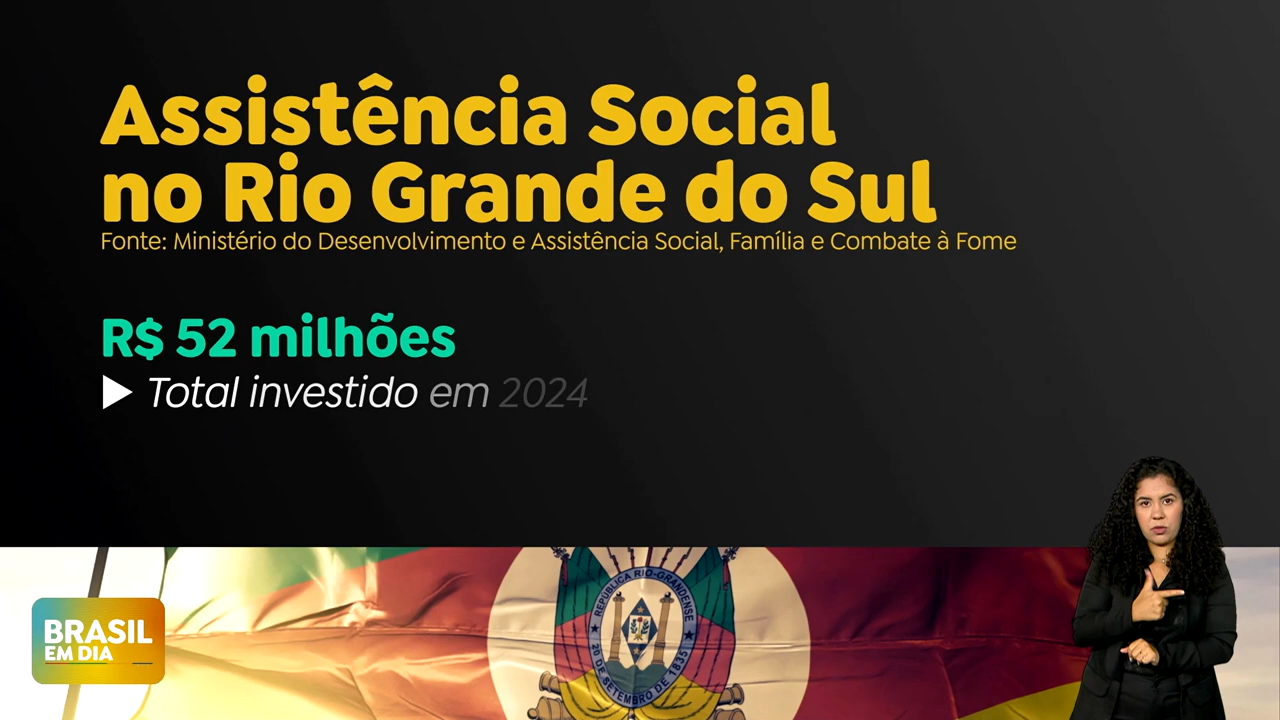 Assistência Social
no Rio Grande do Sul
Fonte: Ministério do Desenvolvimento e Assistência Social, Família e Combate à Fome
R$ 52 milhões
Total investido em 2024
REPÚBLICA RIO-GRANDENSE
20 DE SETEMBRO DE 1835
BRASIL
EM DIA